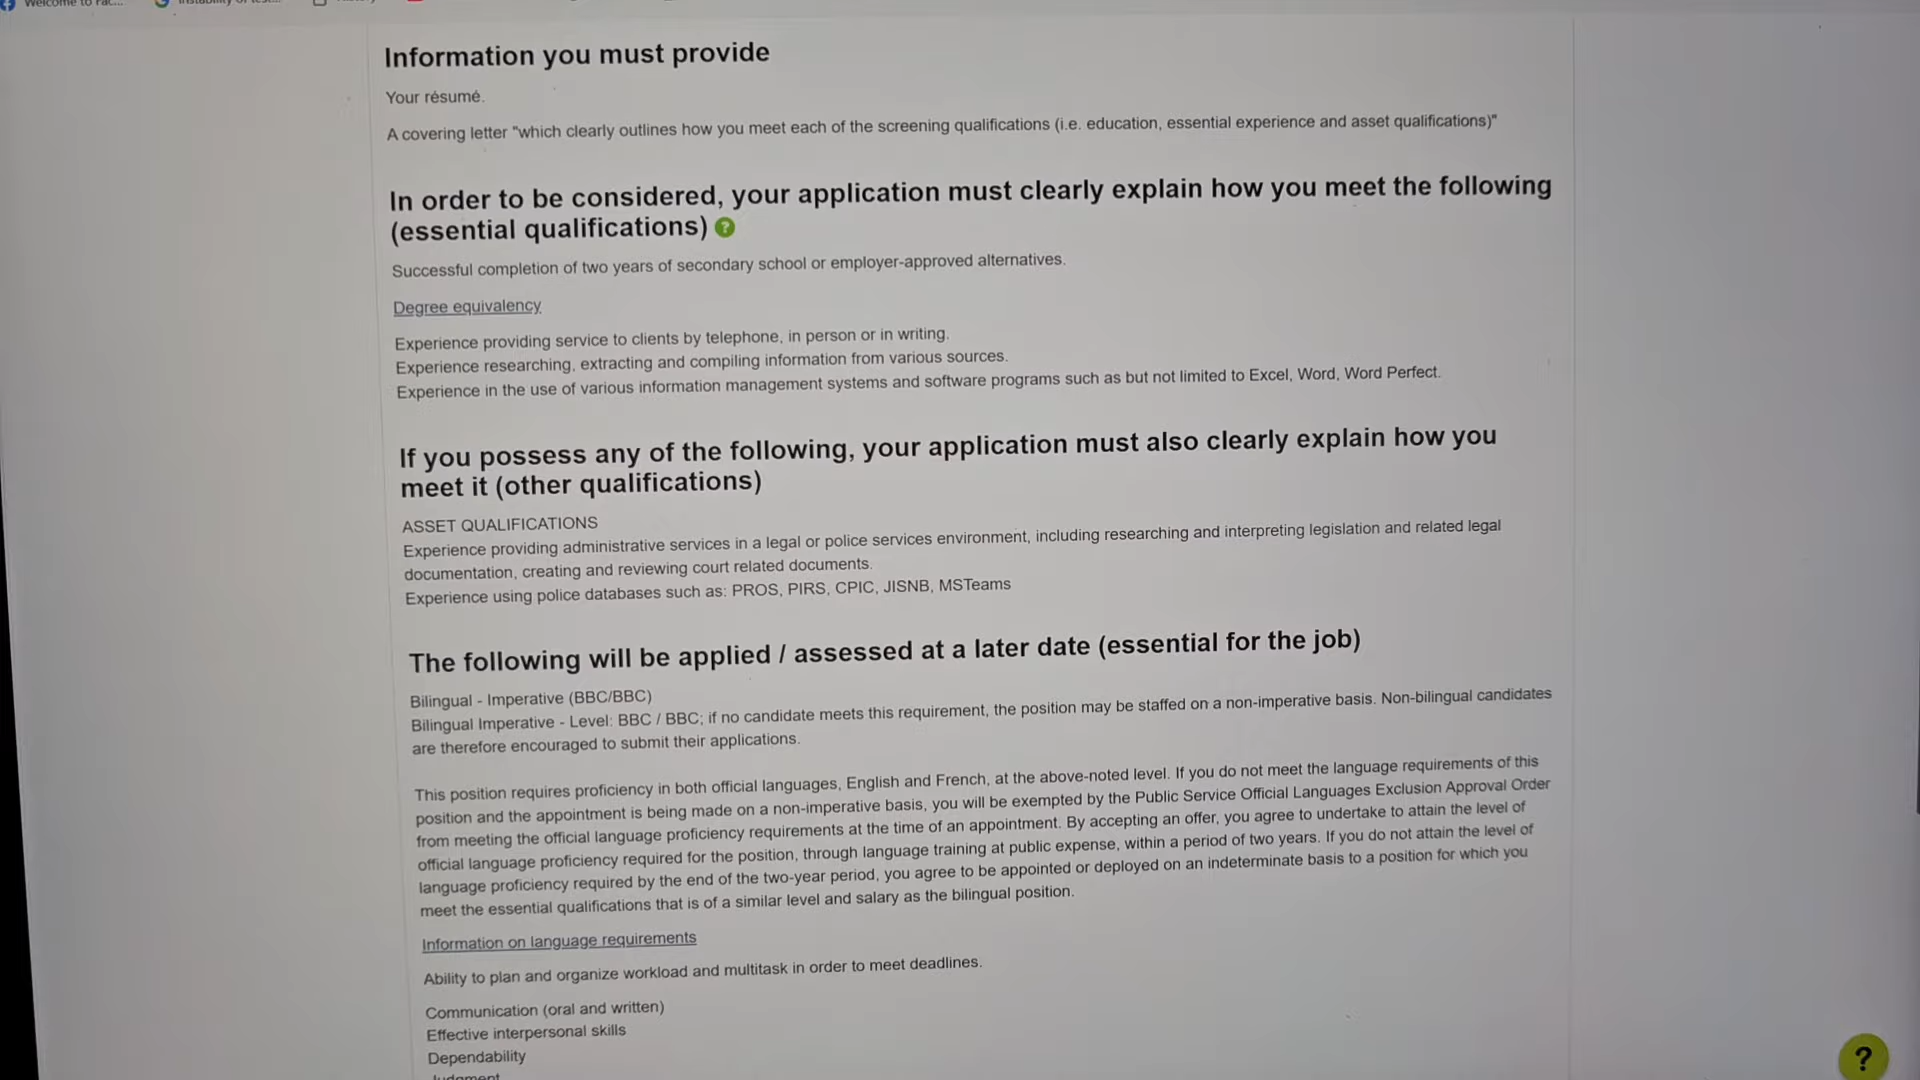 Welcome to Fac...
Information you must provide
Your résumé.
A covering letter "which clearly outlines how you meet each of the screening qualifications (i.e. education, essential experience and asset qualifications)"
In order to be considered, your application must clearly explain how you meet the following
(essential qualifications) ?
Successful completion of two years of secondary school or employer-approved alternatives.
Degree equivalency
Experience providing service to clients by telephone, in person or in writing.
Experience researching, extracting and compiling information from various sources.
Experience in the use of various information management systems and software programs such as but not limited to Excel, Word, Word Perfect.
If you possess any of the following, your application must also clearly explain how you
meet it (other qualifications)
ASSET QUALIFICATIONS
Experience providing administrative services in a legal or police services environment, including researching and interpreting legislation and related legal
documentation, creating and reviewing court related documents.
Experience using police databases such as: PROS, PIRS, CPIC, JISNB, MSTeams
The following will be applied / assessed at a later date (essential for the job)
Bilingual - Imperative (BBC/BBC)
Bilingual Imperative - Level: BBC / BBC; if no candidate meets this requirement, the position may be staffed on a non-imperative basis. Non-bilingual candidates
are therefore encouraged to submit their applications.
This position requires proficiency in both official languages, English and French, at the above-noted level. If you do not meet the language requirements of this
position and the appointment is being made on a non-imperative basis, you will be exempted by the Public Service Official Languages Exclusion Approval Order
from meeting the official language proficiency requirements at the time of an appointment. By accepting an offer, you agree to undertake to attain the level of
official language proficiency required for the position, through language training at public expense, within a period of two years. If you do not attain the level of
language proficiency required by the end of the two-year period, you agree to be appointed or deployed on an indeterminate basis to a position for which you
meet the essential qualifications that is of a similar level and salary as the bilingual position.
Information on language requirements
Ability to plan and organize workload and multitask in order to meet deadlines.
Communication (oral and written)
Effective interpersonal skills
Dependability
Judgment
?